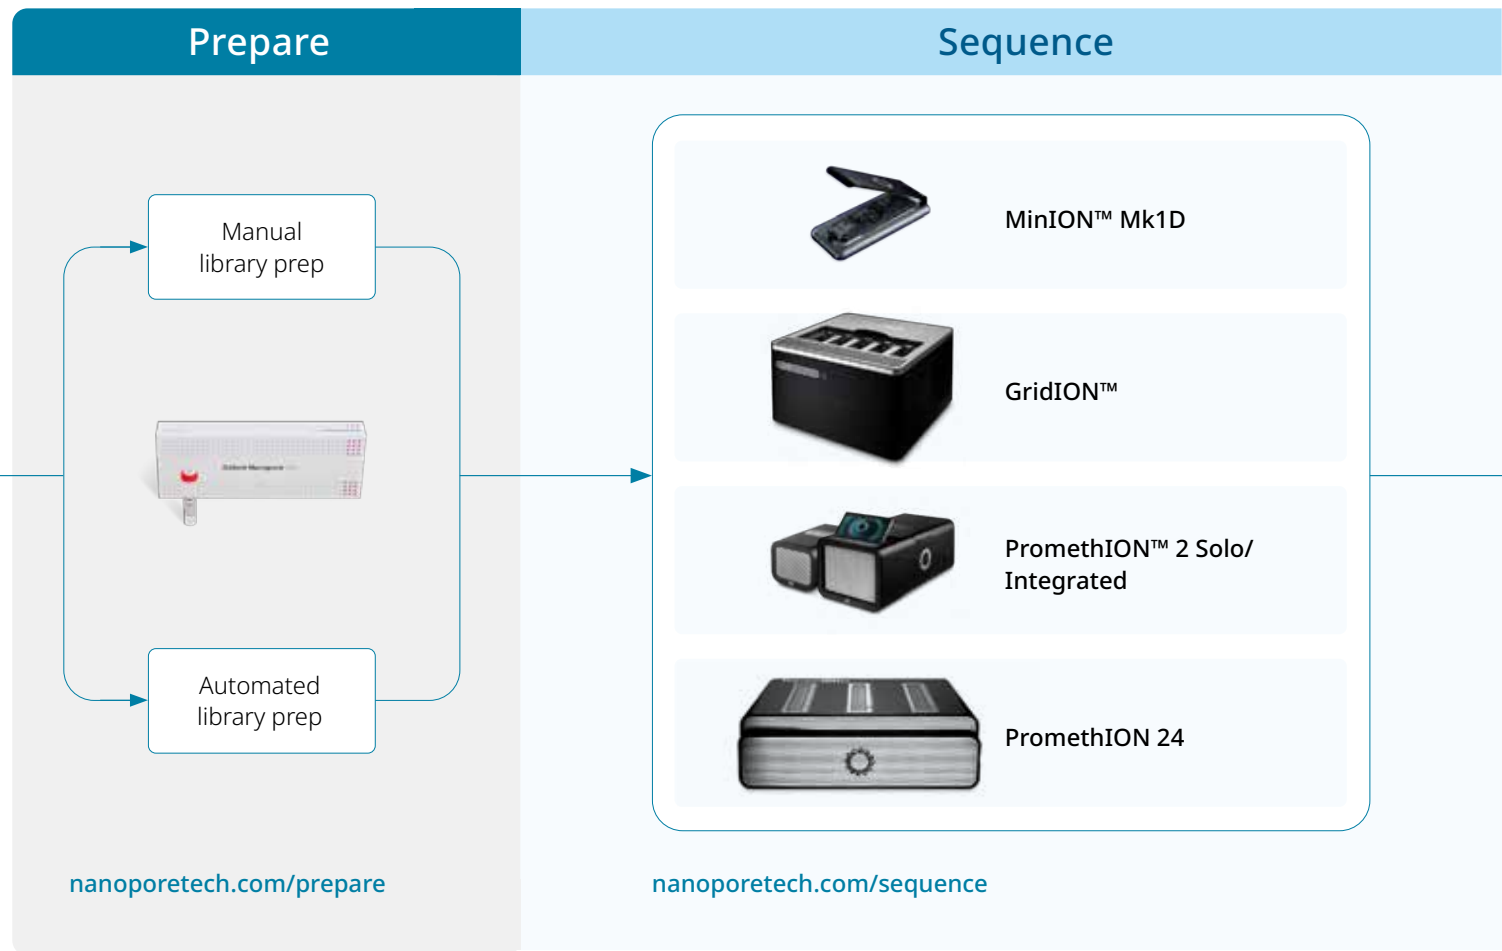 Prepare
Sequence
Manual
library prep
Automated
library prep
nanoporetech.com/prepare
MinION™ Mk1D
GridION™
PromethION™ 2 Solo/
Integrated
PromethION 24
nanoporetech.com/sequence